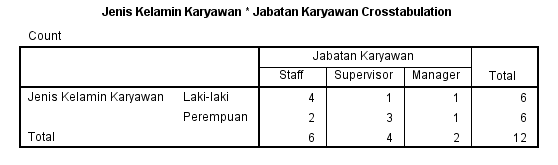 Jenis Kelamin Karyawan * Jabatan Karyawan Crosstabulation
Count
Jabatan Karyawan
Staff Supervisor Manager Total
Jenis Kelamin Karyawan Laki-laki 4 1 1 6
Perempuan 2 3 1 6
Total 6 4 2 12